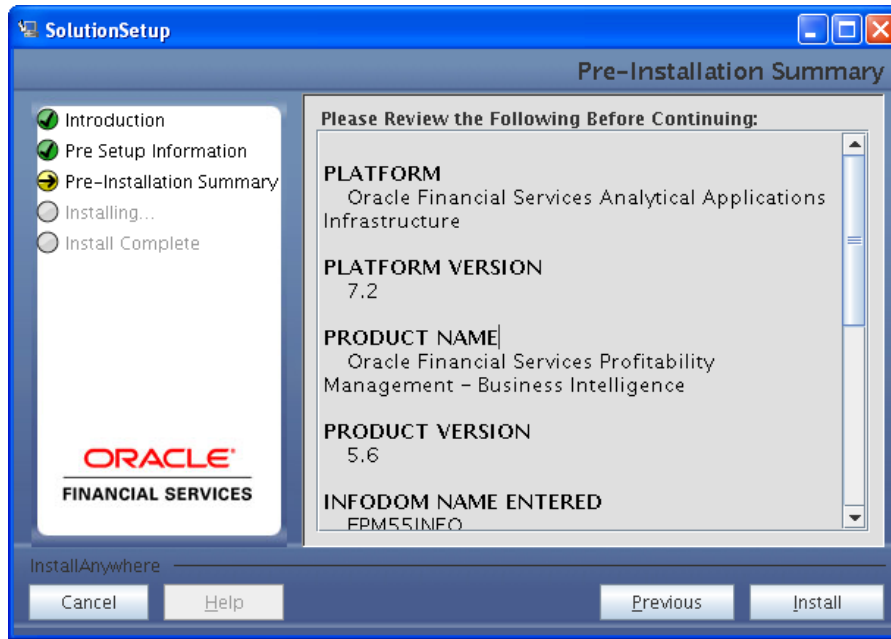 SolutionSetup
Pre-Installation Summary
Introduction
Pre Setup Information
Pre-Installation Summary
Installing...
Install Complete
ORACLE
FINANCIAL SERVICES
Please Review the Following Before Continuing:
PLATFORM
Oracle Financial Services Analytical Applications
Infrastructure
PLATFORM VERSION
7.2
PRODUCT NAME
Oracle Financial Services Profitability
Management – Business Intelligence
PRODUCT VERSION
5.6
INFODOM NAME ENTERED
EPM55INFO
InstallAnywhere
Cancel
Help
Previous
Install